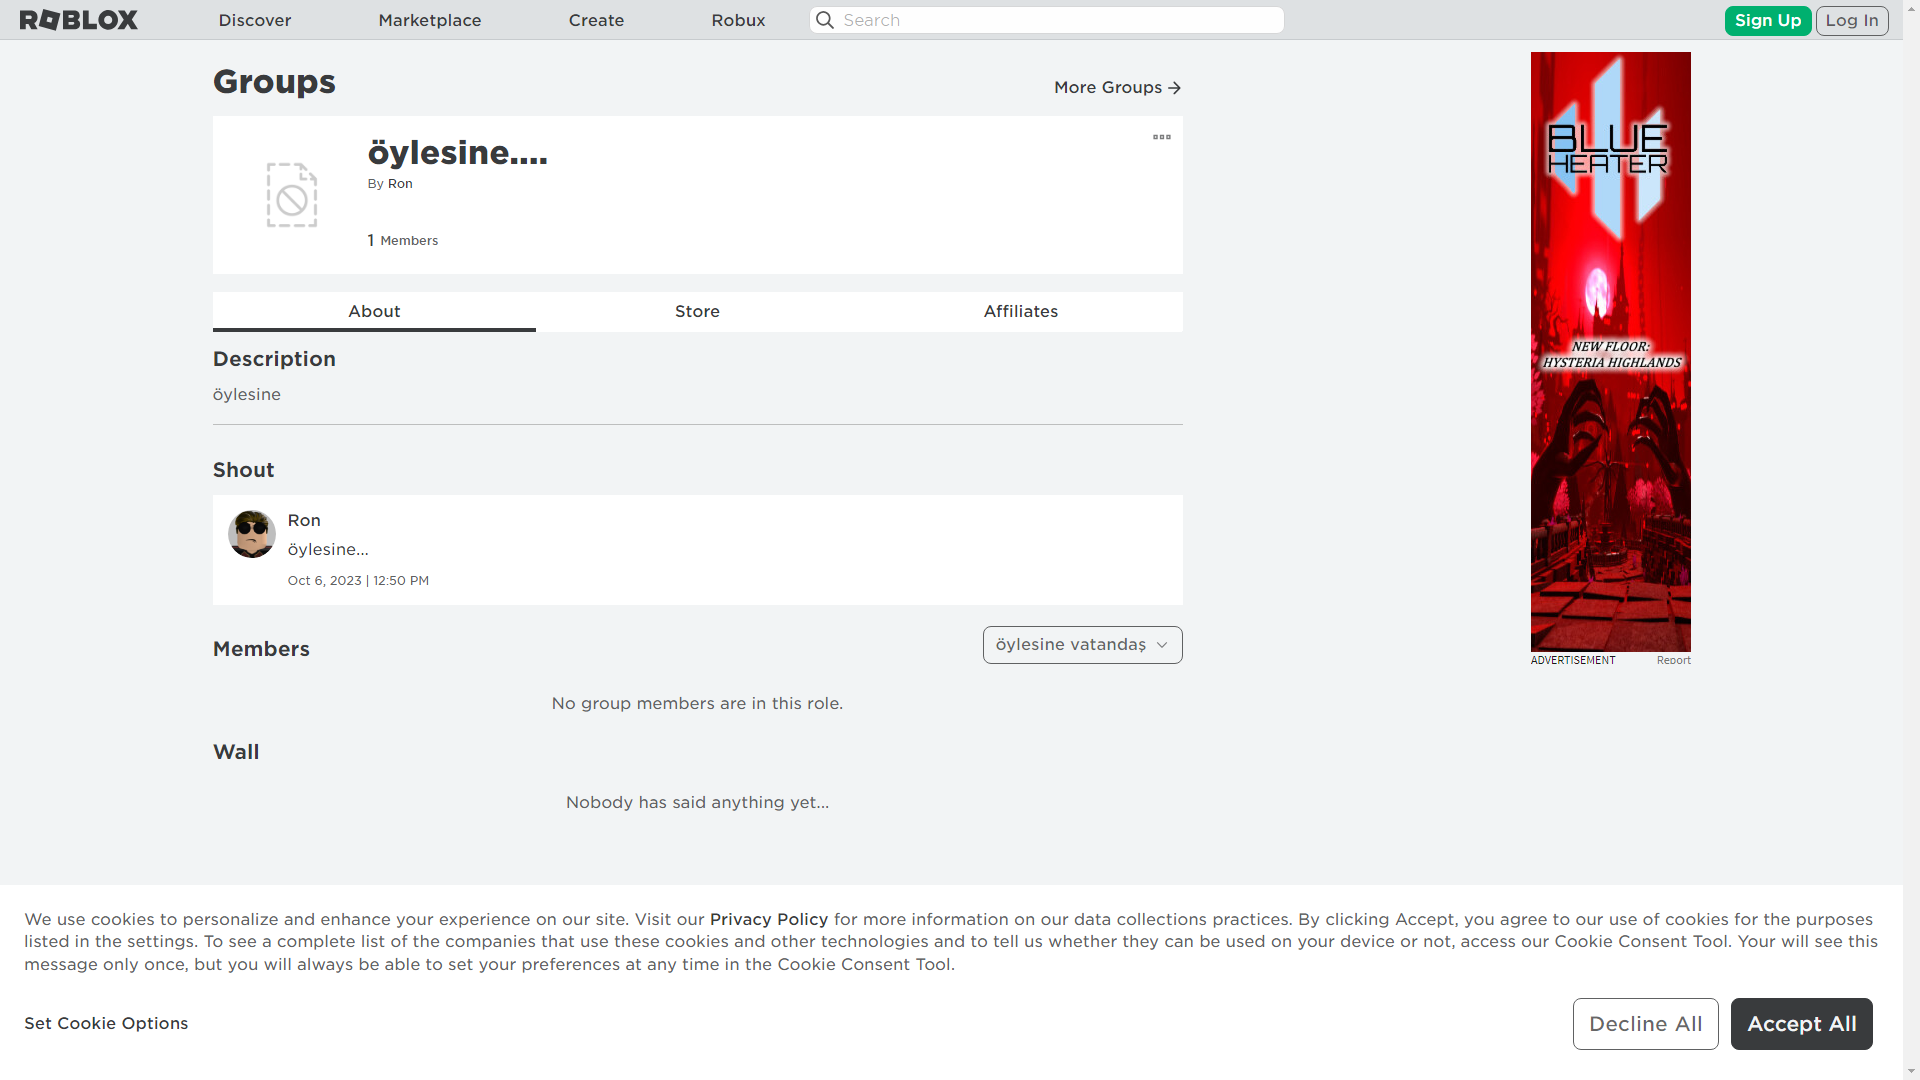 ROBLOX
Discover
Marketplace
Create
Robux
Search
Sign Up
Log In
Groups
More Groups
öylesine....
By Ron
1 Members
About
Store
Affiliates
Description
öylesine
Shout
Ron
öylesine...
Oct 6, 2023 | 12:50 PM
Members
öylesine vatandaş
No group members are in this role.
Wall
Nobody has said anything yet...
BLUE
HEATER
NEW FLOOR:
HYSTERIA HIGHLANDS
ADVERTISEMENT
Report
We use cookies to personalize and enhance your experience on our site. Visit our Privacy Policy for more information on our data collections practices. By clicking Accept, you agree to our use of cookies for the purposes
listed in the settings. To see a complete list of the companies that use these cookies and other technologies and to tell us whether they can be used on your device or not, access our Cookie Consent Tool. Your will see this
message only once, but you will always be able to set your preferences at any time in the Cookie Consent Tool.
Set Cookie Options
Decline All
Accept All